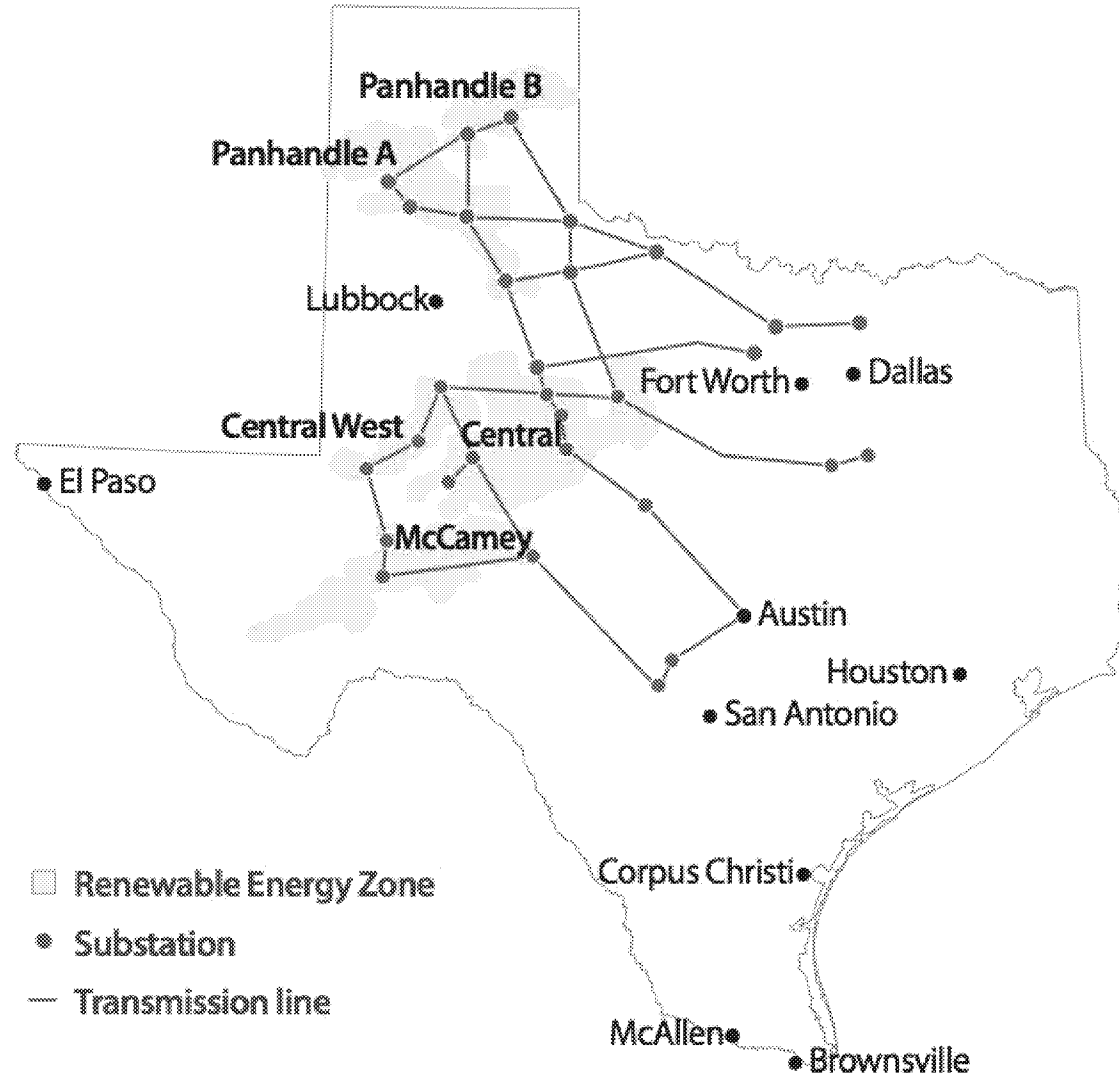 Panhandle B
Panhandle A
Lubbock
Fort Worth
Dallas
Central West
Central
El Paso
McCamey
Austin
Houston
San Antonio
Corpus Christi
Renewable Energy Zone
Substation
Transmission line
McAllen
Brownsville